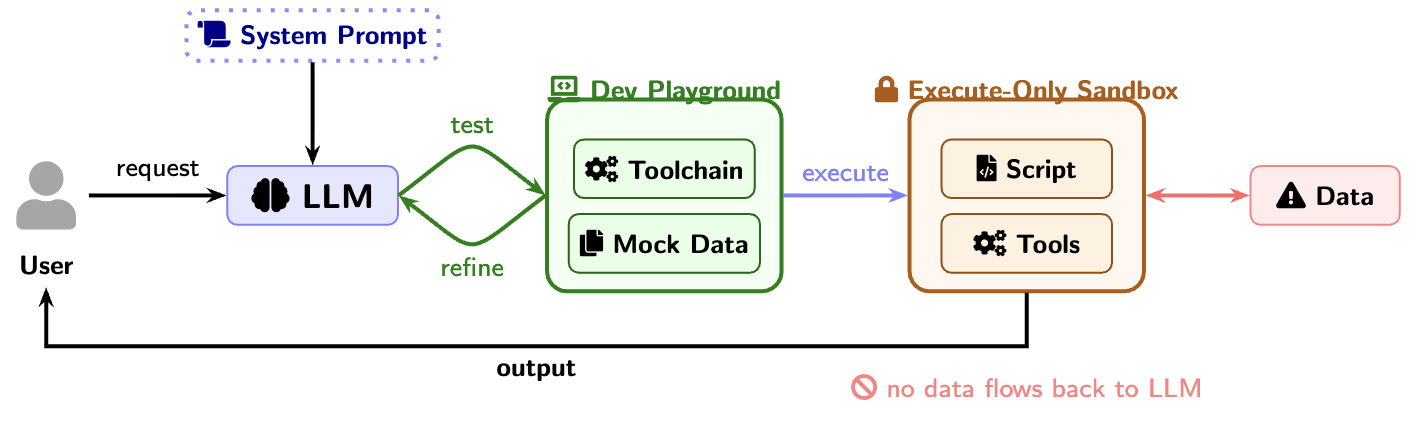 System Prompt
Dev Playground
Execute-Only Sandbox
test
request
Toolchain
execute
Script
LLM
Data
Mock Data
Tools
User
refine
output
no data flows back to LLM